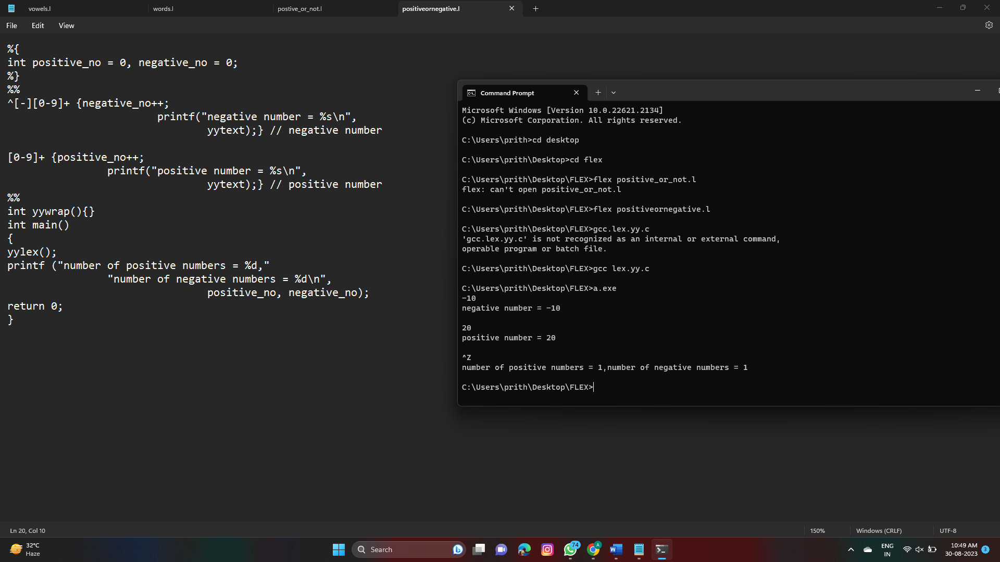 vowels.l
words.l
postive_or_not.l
positiveornegative.l
File Edit View
%{
int positive_no = 0, negative_no = 0;
%}
%%
^[-][0-9]+ {negative_no++;
printf("negative number = %s\n",
yytext);} // negative number
[0-9]+ {positive_no++;
printf("positive number = %s\n",
yytext);} // positive number
%%
int yywrap(){}
int main()
{
yylex();
printf ("number of positive numbers = %d,"
"number of negative numbers = %d\n",
positive_no, negative_no);
return 0;
}
Command Prompt
Microsoft Windows [Version 10.0.22621.2134]
(c) Microsoft Corporation. All rights reserved.
C:\Users\prith>cd desktop
C:\Users\prith\Desktop>cd flex
C:\Users\prith\Desktop\FLEX>flex positive_or_not.l
flex: can't open positive_or_not.l
C:\Users\prith\Desktop\FLEX>flex positiveornegative.l
C:\Users\prith\Desktop\FLEX>gcc.lex.yy.c
'gcc.lex.yy.c' is not recognized as an internal or external command,
operable program or batch file.
C:\Users\prith\Desktop\FLEX>gcc lex.yy.c
C:\Users\prith\Desktop\FLEX>a.exe
-10
negative number = -10
20
positive number = 20
^Z
number of positive numbers = 1,number of negative numbers = 1
C:\Users\prith\Desktop\FLEX>
Ln 20, Col 10
150%
Windows (CRLF)
UTF-8
32°C
Haze
Search
74
A
W
ENG
IN
10:49 AM
30-08-2023
3